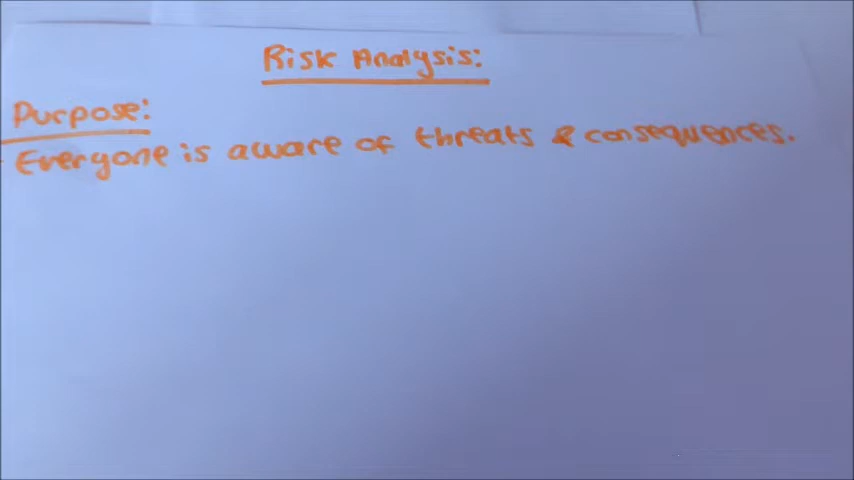 Risk Analysis:
Purpose:
- Everyone is aware of threats & consequences.